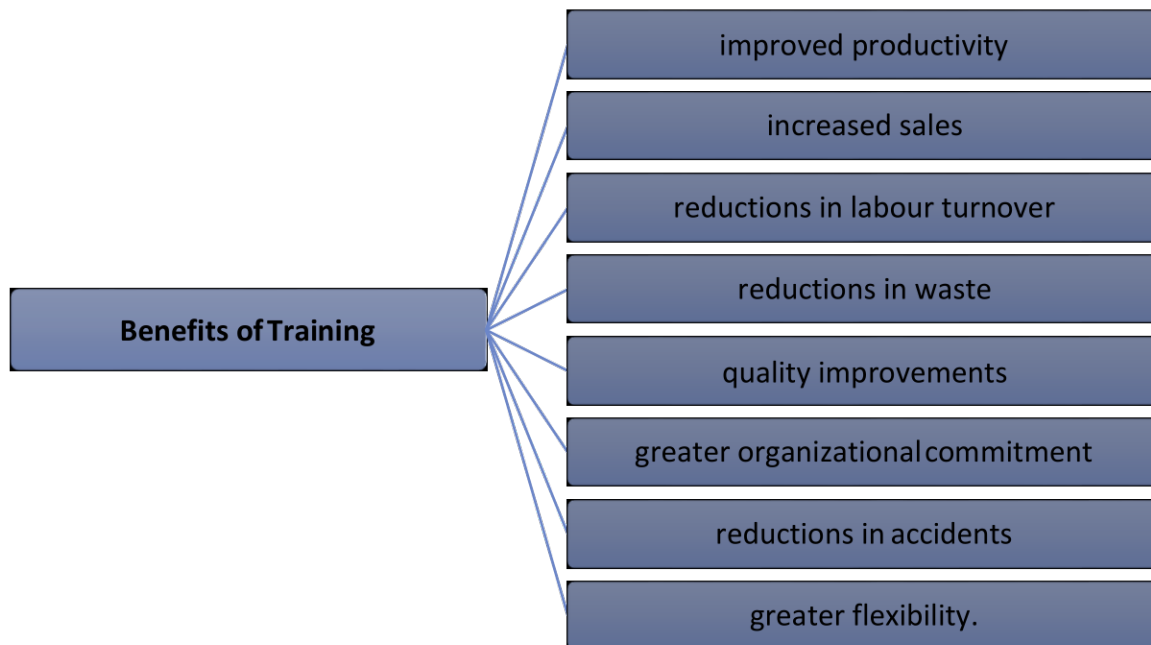 improved productivity
increased sales
reductions in labour turnover
reductions in waste
Benefits of Training
quality improvements
greater organizational commitment
reductions in accidents
greater flexibility.